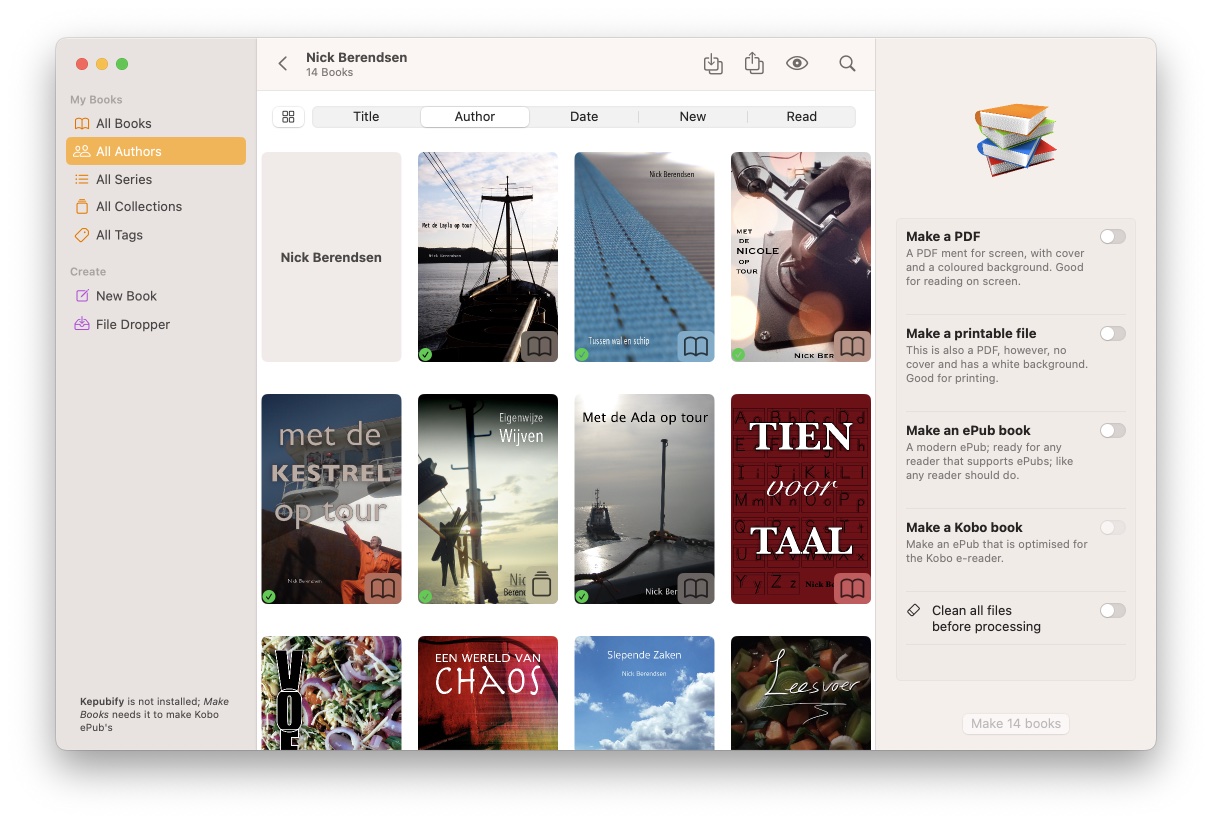 My Books
All Books
All Authors
All Series
All Collections
All Tags
Create
New Book
File Dropper
Kepubify is not installed; Make
Books needs it to make Kobo
ePub's
Nick Berendsen
14 Books
Title
Author
Date
New
Read
Nick Berendsen
Met de Layla op tour
Nick Berendsen
Nick Berendsen
Tussen wal en schip
MET
DE
NICOLE
OP
TOUR
NICK BER
met de
KESTREL
op tour
Nick Berendsen
Eigenwijze
Wijven
Nic
Beren
Met de Ada op tour
Nick Ber
TIEN
voor
TAAL
Nick B
VOE
EEN WERELD VAN
CHAOS
Slepende Zaken
Nick Berendsen
Leesvoer
Make a PDF
A PDF ment for screen, with cover
and a coloured background. Good
for reading on screen.
Make a printable file
This is also a PDF, however, no
cover and has a white background.
Good for printing.
Make an ePub book
A modern ePub; ready for any
reader that supports ePubs; like
any reader should do.
Make a Kobo book
Make an ePub that is optimised for
the Kobo e-reader.
Clean all files
before processing
Make 14 books